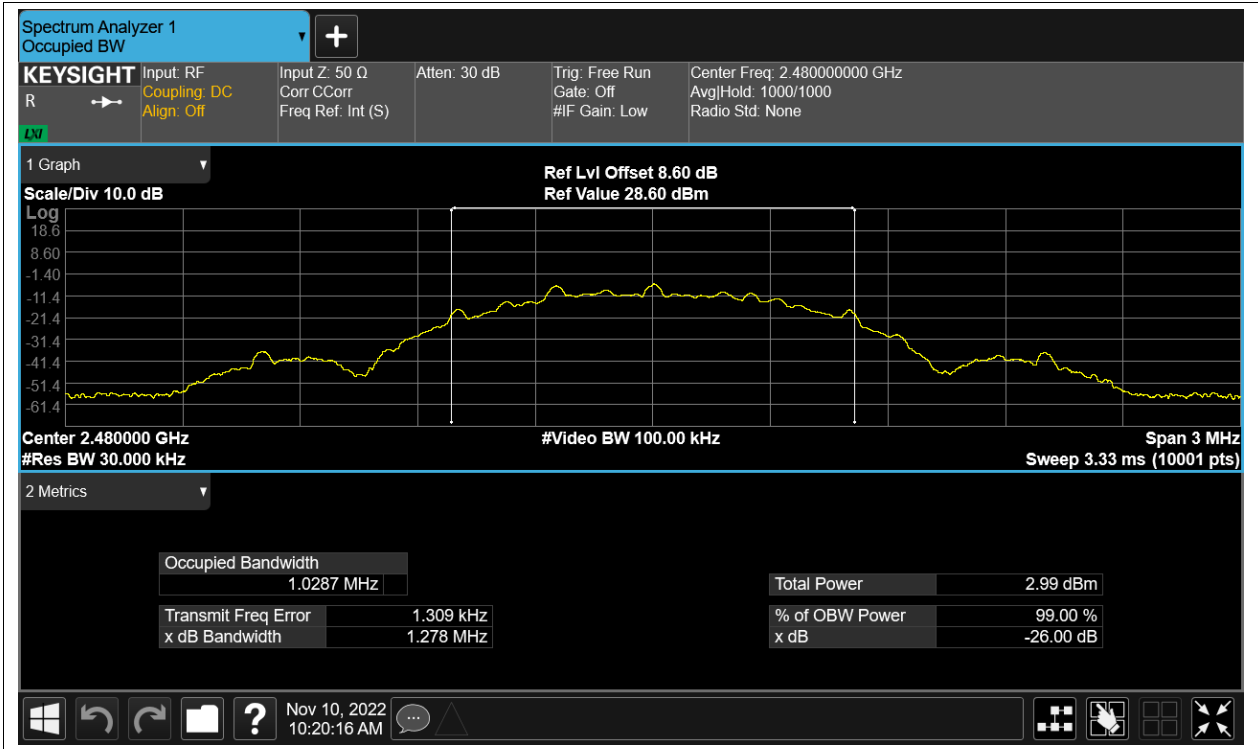 Spectrum Analyzer 1
Occupied BW
+
KEYSIGHT
R
LXI
Input: RF
Coupling: DC
Align: Off
Input Z: 50 Ω
Corr CCorr
Freq Ref: Int (S)
Atten: 30 dB
Trig: Free Run
Gate: Off
#IF Gain: Low
Center Freq: 2.480000000 GHz
Avg|Hold: 1000/1000
Radio Std: None
1 Graph
Scale/Div 10.0 dB
Ref Lvl Offset 8.60 dB
Ref Value 28.60 dBm
Log
18.6
8.60
-1.40
-11.4
-21.4
-31.4
-41.4
-51.4
-61.4
Center 2.480000 GHz
#Res BW 30.000 kHz
#Video BW 100.00 kHz
Span 3 MHz
Sweep 3.33 ms (10001 pts)
2 Metrics
Occupied Bandwidth
1.0287 MHz
Transmit Freq Error 1.309 kHz
x dB Bandwidth 1.278 MHz
Total Power 2.99 dBm
% of OBW Power 99.00 %
x dB -26.00 dB
?
Nov 10, 2022
10:20:16 AM